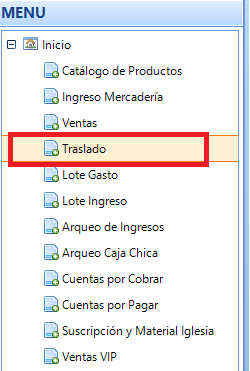 MENU
Inicio
Catálogo de Productos
Ingreso Mercadería
Ventas
Traslado
Lote Gasto
Lote Ingreso
Arqueo de Ingresos
Arqueo Caja Chica
Cuentas por Cobrar
Cuentas por Pagar
Suscripción y Material Iglesia
Ventas VIP